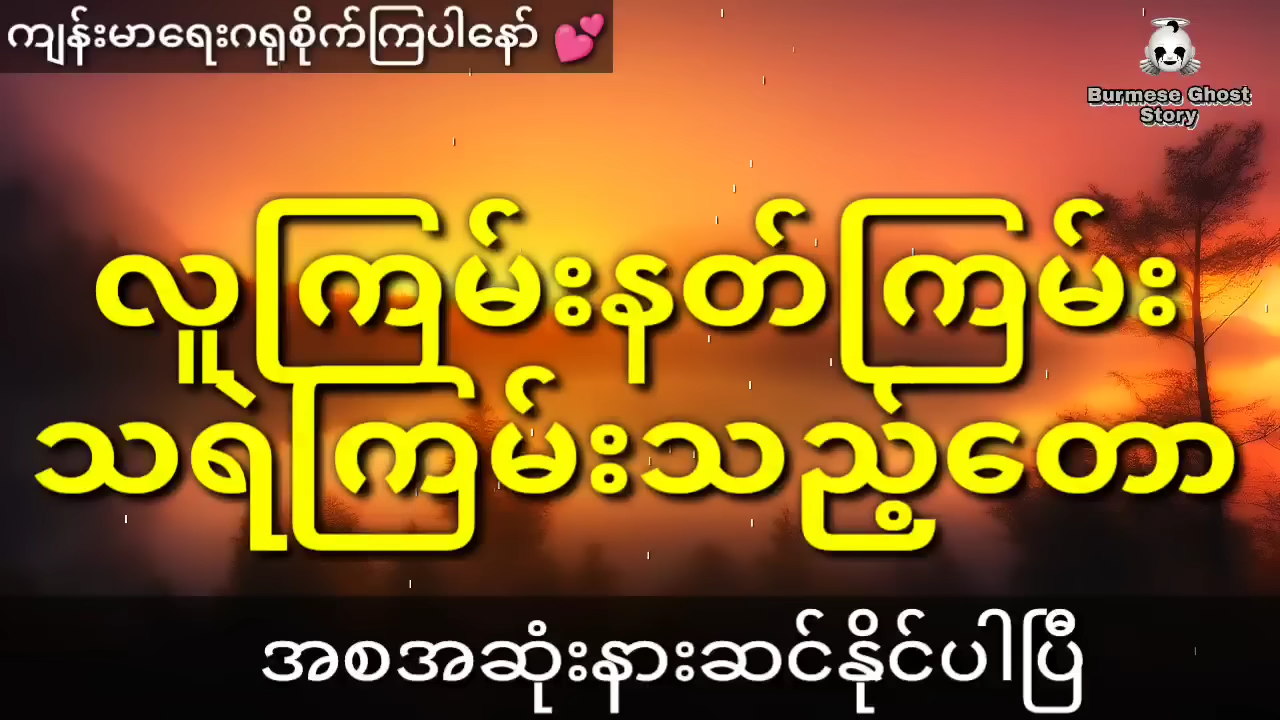 ကျန်းမာရေးဂရုစိုက်ကြပါနော် 💕
Burmese Ghost
Story
လူကြမ်းနတ်ကြမ်း
သရဲကြမ်းသည့်တော
အစအဆုံးနားဆင်နိုင်ပါပြီ